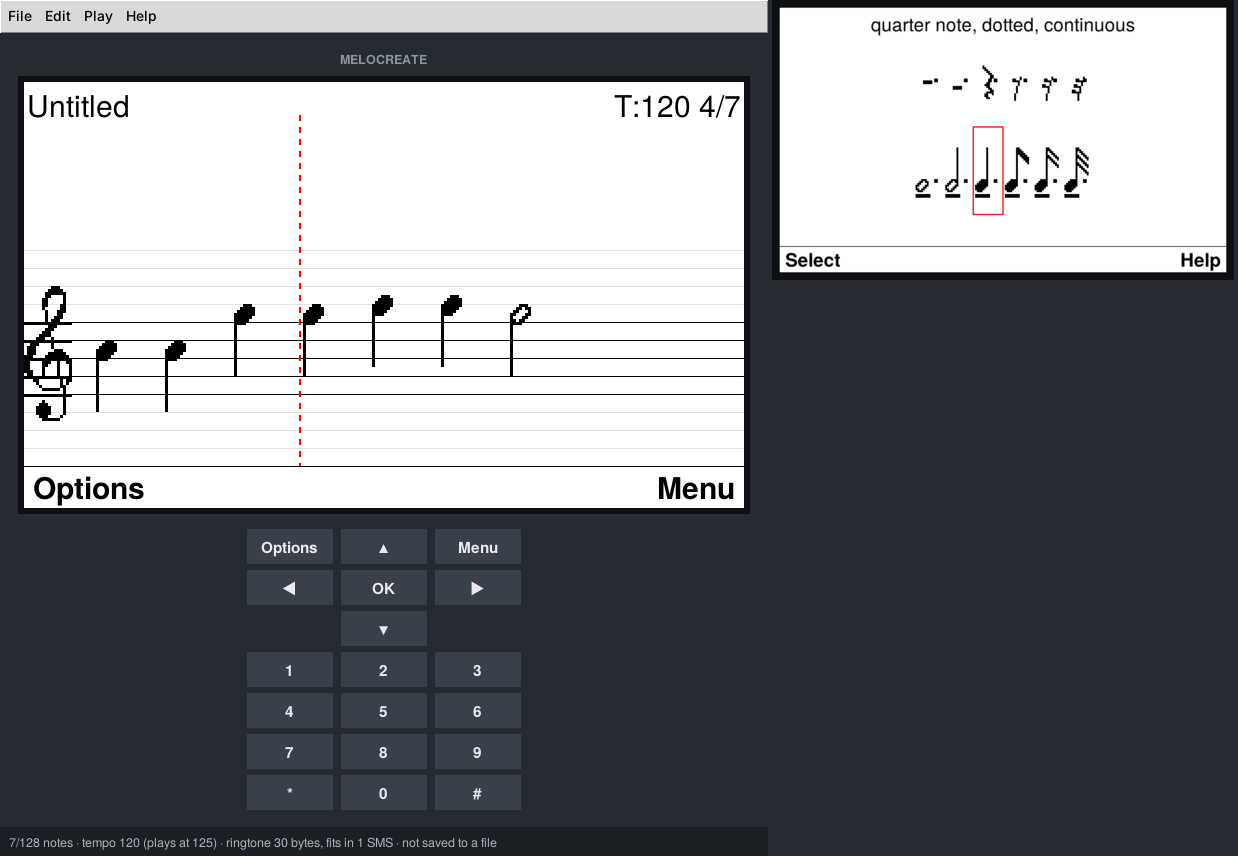 File Edit Play Help
MELOCREATE
Untitled T:120 4/7
Options Menu
Options ▲ Menu
◀ OK ▶
▼
1 2 3
4 5 6
7 8 9
* 0 #
7/128 notes · tempo 120 (plays at 125) · ringtone 30 bytes, fits in 1 SMS · not saved to a file
quarter note, dotted, continuous
Select Help